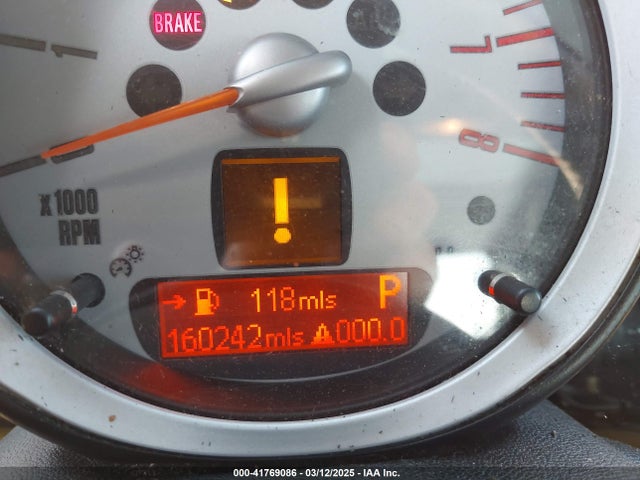 BRAKE
1
7
8
!
x1000
RPM
→ 118mls P
160242mls 000.0
000-41769086 - 03/12/2025 - IAA Inc.